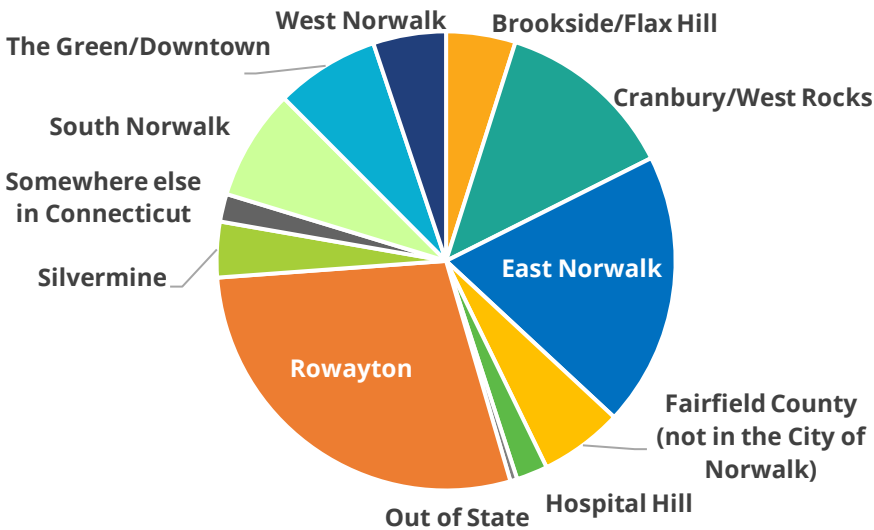 West Norwalk
Brookside/Flax Hill
The Green/Downtown
Cranbury/West Rocks
South Norwalk
Somewhere else
in Connecticut
East Norwalk
Silvermine
Rowayton
Fairfield County
(not in the City of
Norwalk)
Hospital Hill
Out of State